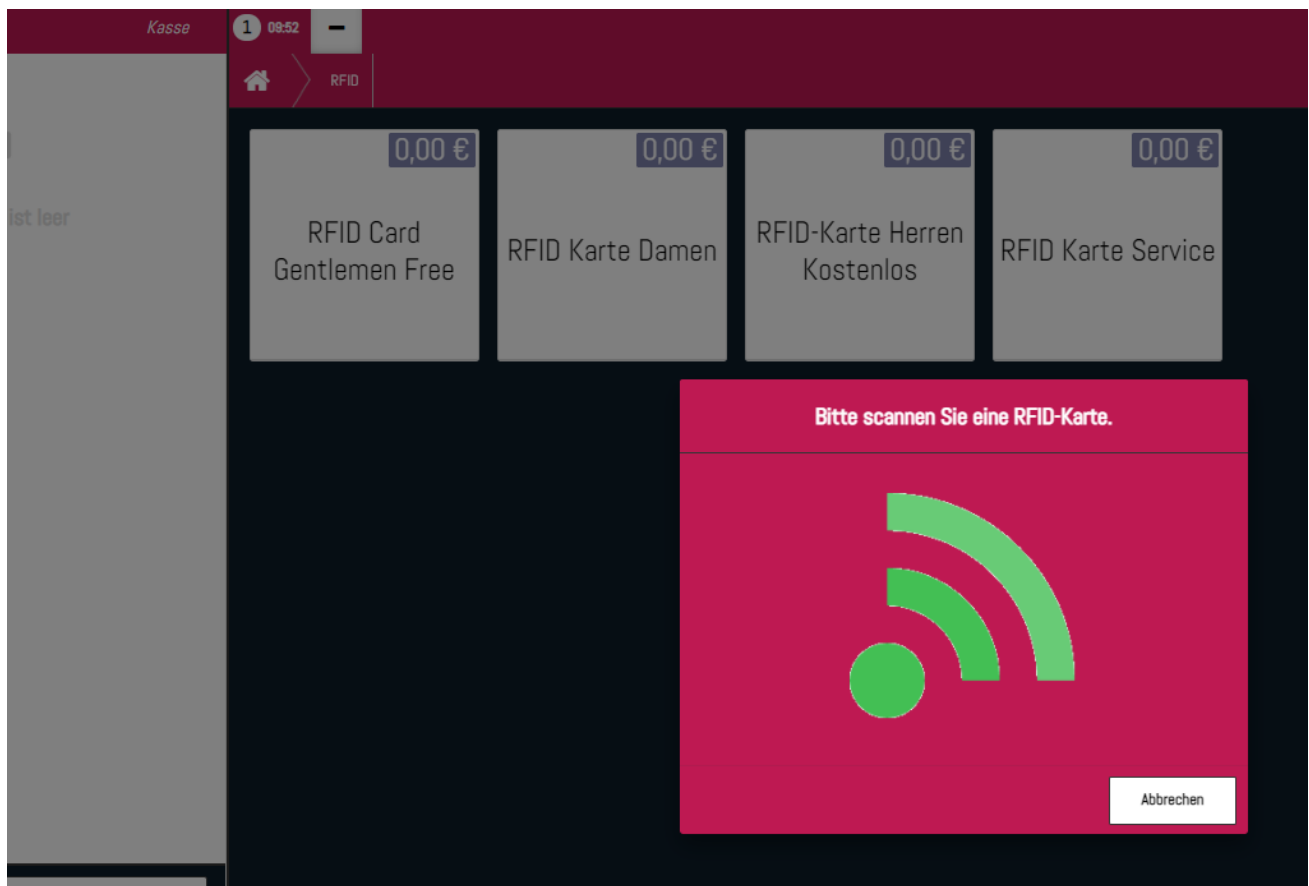 Kasse
1 09:52
RFID
ist leer
0,00 €
RFID Card
Gentlemen Free
0,00 €
RFID Karte Damen
0,00 €
RFID-Karte Herren
Kostenlos
0,00 €
RFID Karte Service
Bitte scannen Sie eine RFID-Karte.
Abbrechen